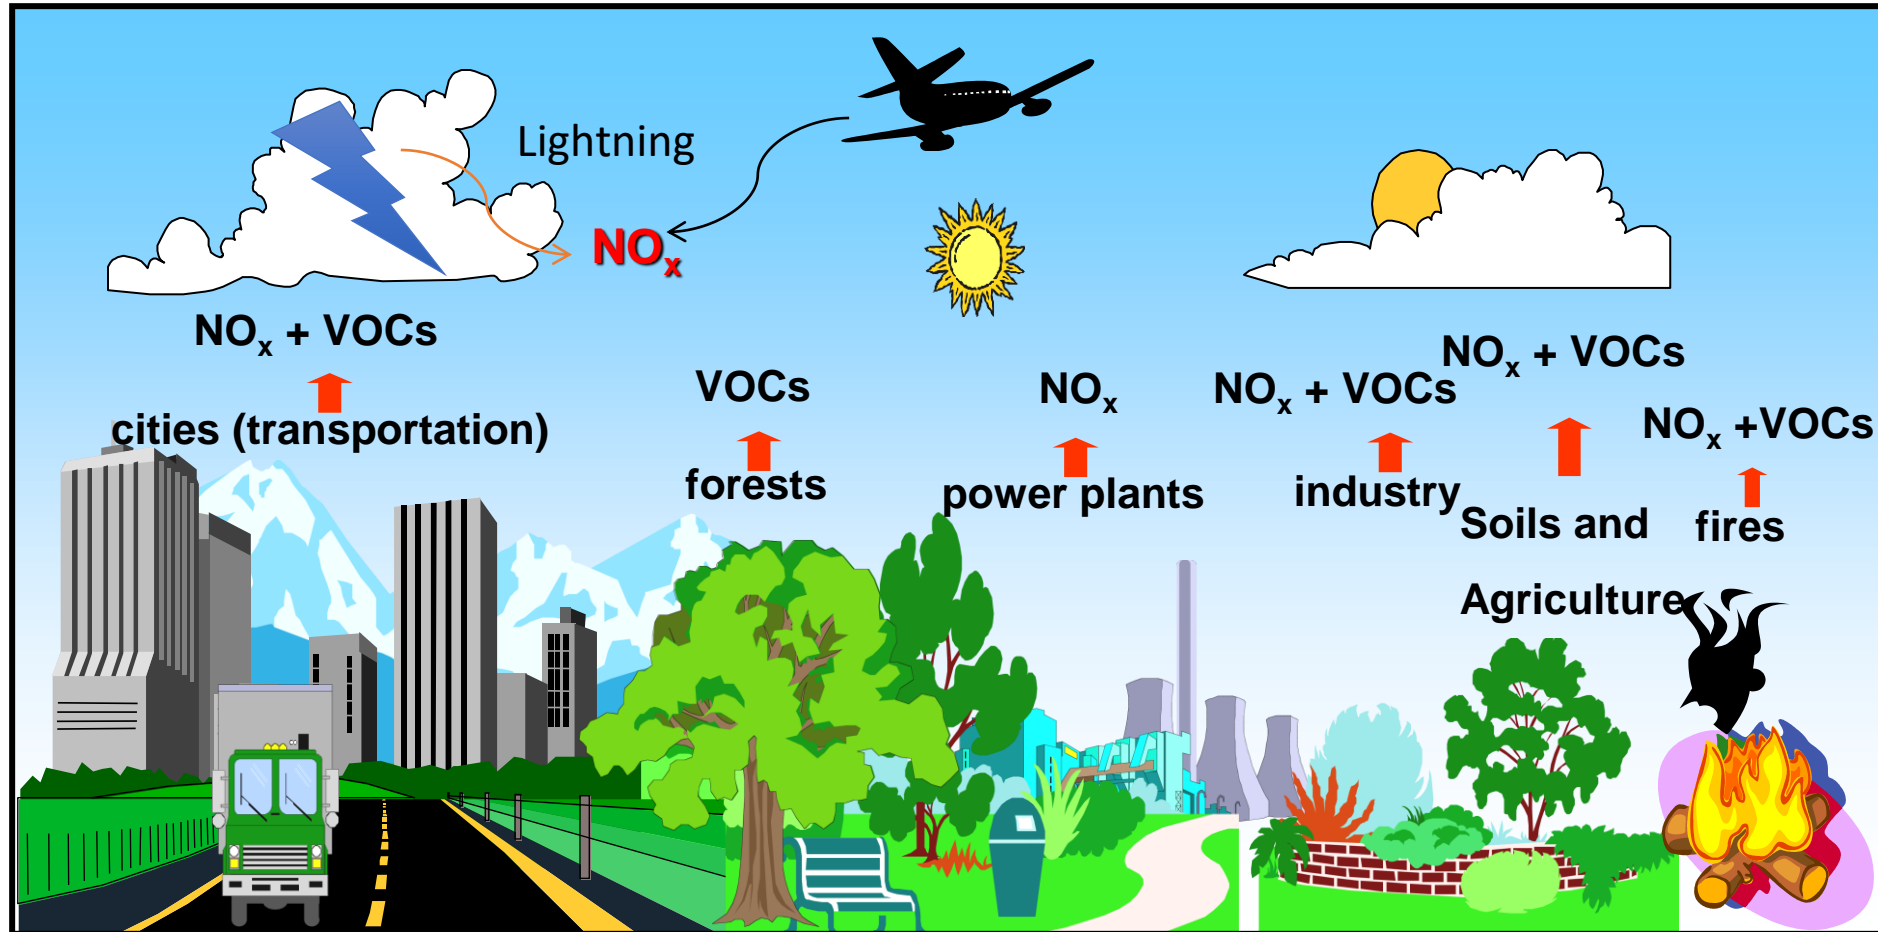 Lightning
NOₓ
NOₓ + VOCs
cities (transportation)
VOCs
forests
NOₓ
power plants
NOₓ + VOCs
industry
NOₓ + VOCs
Soils and
Agriculture
NOₓ +VOCs
fires